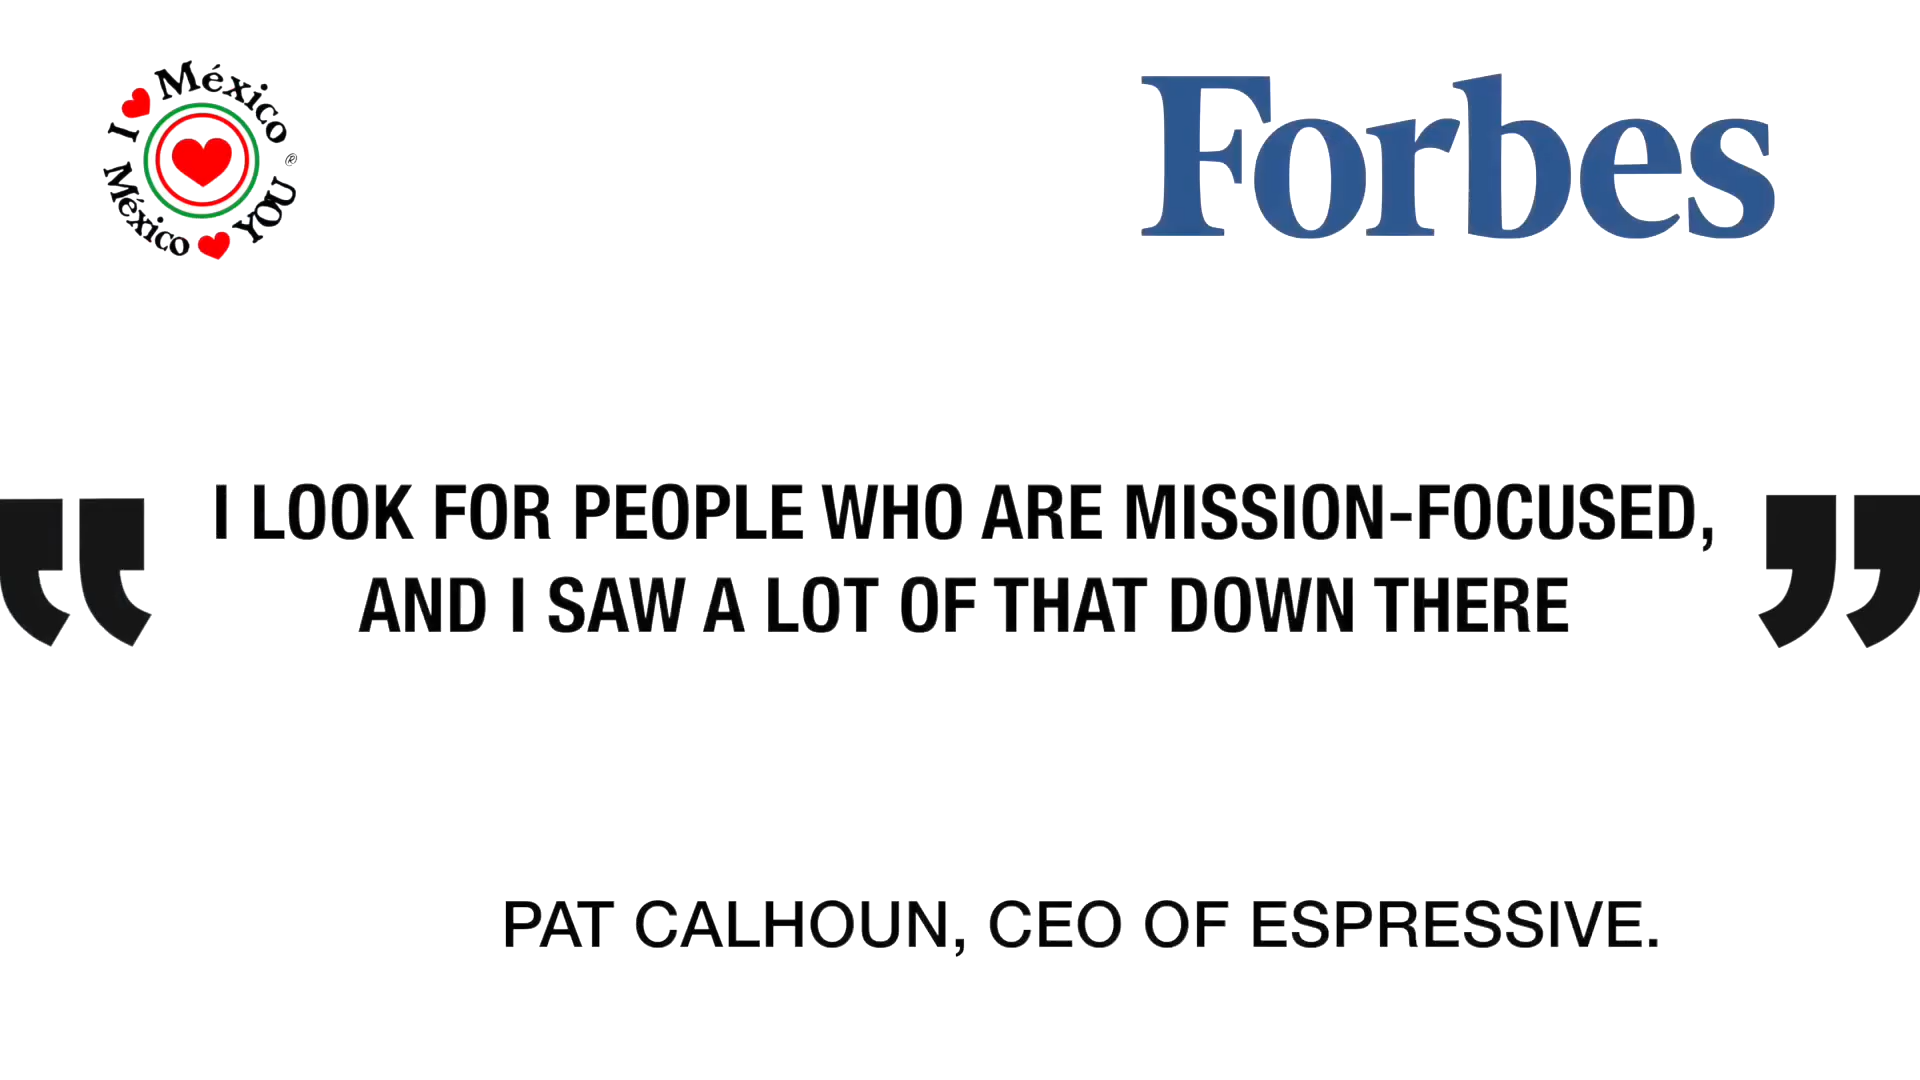 I ❤ México
México ❤ YOU ®
Forbes
“ I LOOK FOR PEOPLE WHO ARE MISSION-FOCUSED,
AND I SAW A LOT OF THAT DOWN THERE ”
PAT CALHOUN, CEO OF ESPRESSIVE.